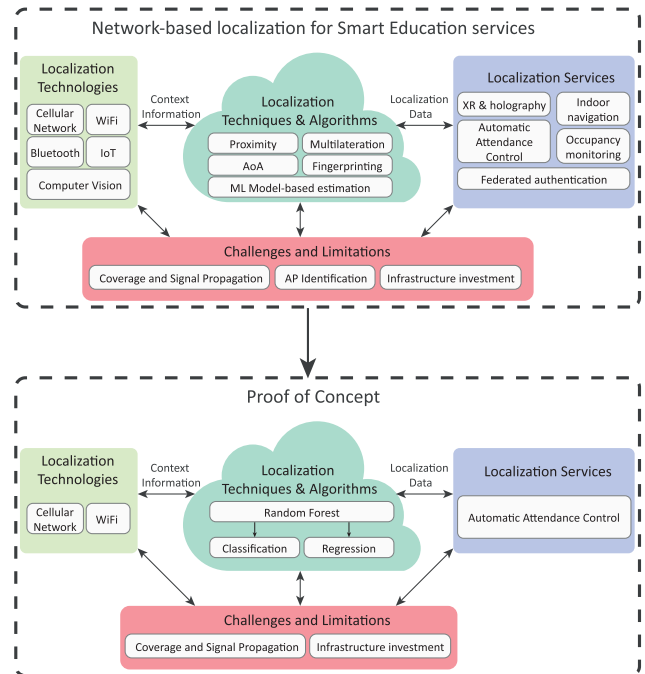 Network-based localization for Smart Education services
Localization
Technologies
Cellular
Network
WiFi
Bluetooth
IoT
Computer Vision
Context
Information
Localization
Techniques & Algorithms
Proximity
Multilateration
AoA
Fingerprinting
ML Model-based estimation
Localization
Data
Localization Services
XR & holography
Indoor
navigation
Automatic
Attendance
Control
Occupancy
monitoring
Federated authentication
Challenges and Limitations
Coverage and Signal Propagation
AP Identification
Infrastructure investment
Proof of Concept
Localization
Technologies
Cellular
Network
WiFi
Context
Information
Localization
Techniques & Algorithms
Random Forest
Classification
Regression
Localization
Data
Localization Services
Automatic Attendance Control
Challenges and Limitations
Coverage and Signal Propagation
Infrastructure investment